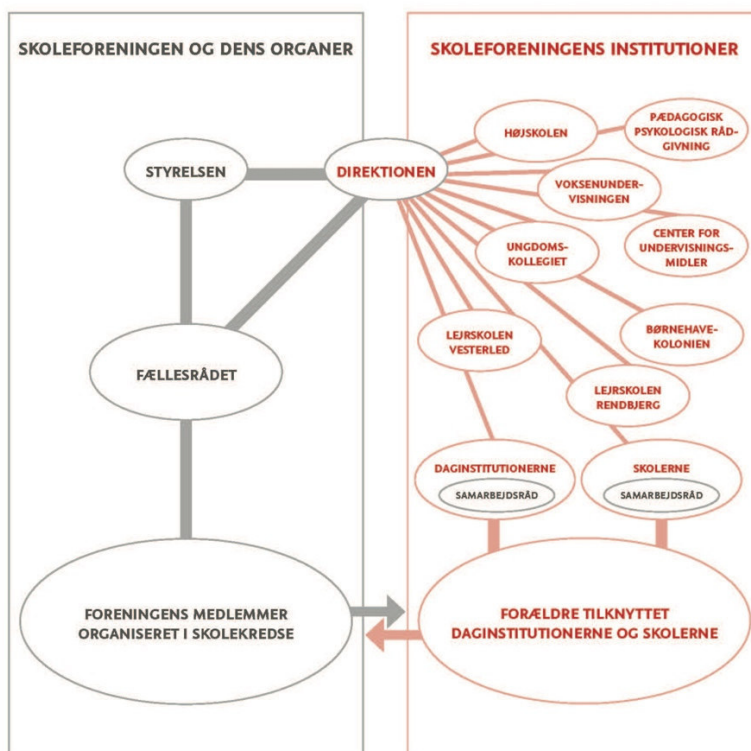 SKOLEFORENINGEN OG DENS ORGANER
STYRELSEN
FÆLLESRÅDET
FORENINGENS MEDLEMMER
ORGANISERET I SKOLEKREDSE
DIREKTIONEN
SKOLEFORENINGENS INSTITUTIONER
HØJSKOLEN
PÆDAGOGISK
PSYKOLOGISK RÅD-
GIVNING
VOKSENUNDER-
VISNINGEN
UNGDOMS-
KOLLEGIET
CENTER FOR
UNDERVISNINGS-
MIDLER
LEJRSKOLEN
VESTERLED
BØRNEHAVE-
KOLONIEN
LEJRSKOLEN
RENDBJERG
DAGINSTITUTIONERNE
SAMARBEJDSRÅD
SKOLERNE
SAMARBEJDSRÅD
FORÆLDRE TILKNYTTET
DAGINSTITUTIONERNE OG SKOLERNE